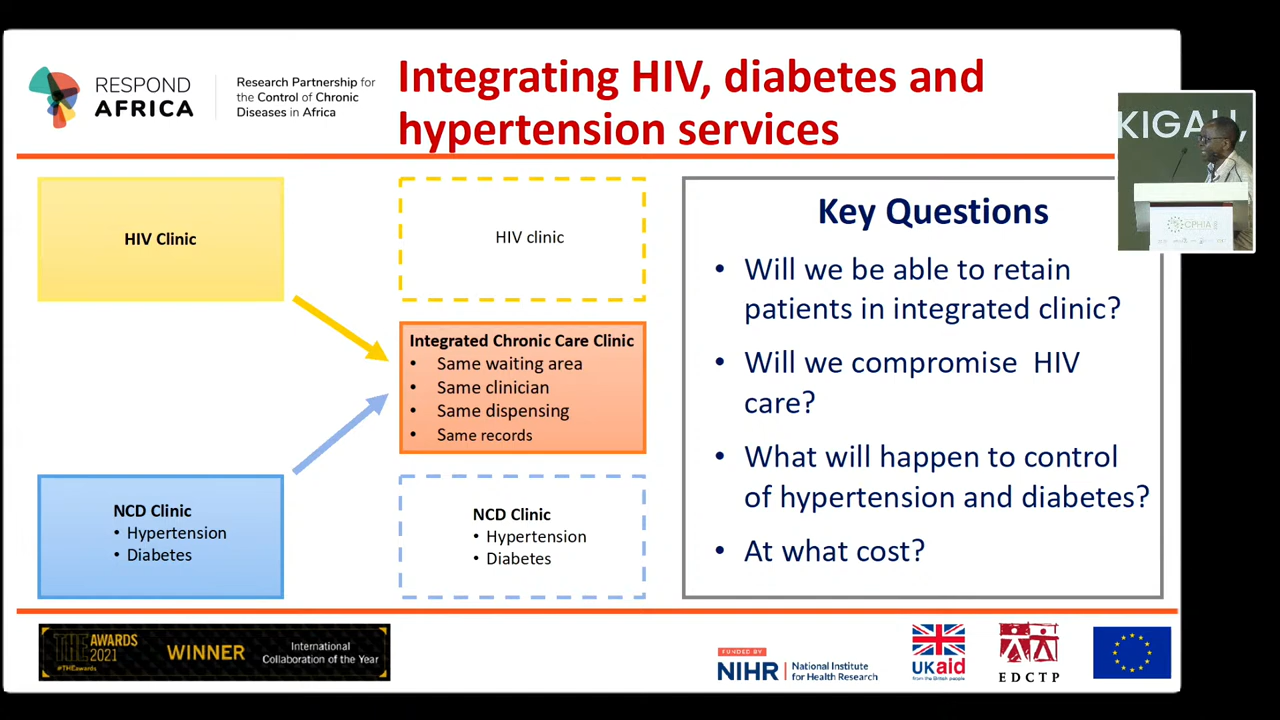 RESPOND
AFRICA
Research Partnership for
the Control of Chronic
Diseases in Africa
Integrating HIV, diabetes and
hypertension services
KIGALI,
CPHIA
HIV Clinic
HIV clinic
Integrated Chronic Care Clinic
• Same waiting area
• Same clinician
• Same dispensing
• Same records
NCD Clinic
• Hypertension
• Diabetes
NCD Clinic
• Hypertension
• Diabetes
Key Questions
• Will we be able to retain
patients in integrated clinic?
• Will we compromise HIV
care?
• What will happen to control
of hypertension and diabetes?
• At what cost?
THE AWARDS
2021
#THEawards
WINNER
International
Collaboration of the Year
FUNDED BY
NIHR | National Institute
for Health Research
UKaid
from the British people
EDCTP